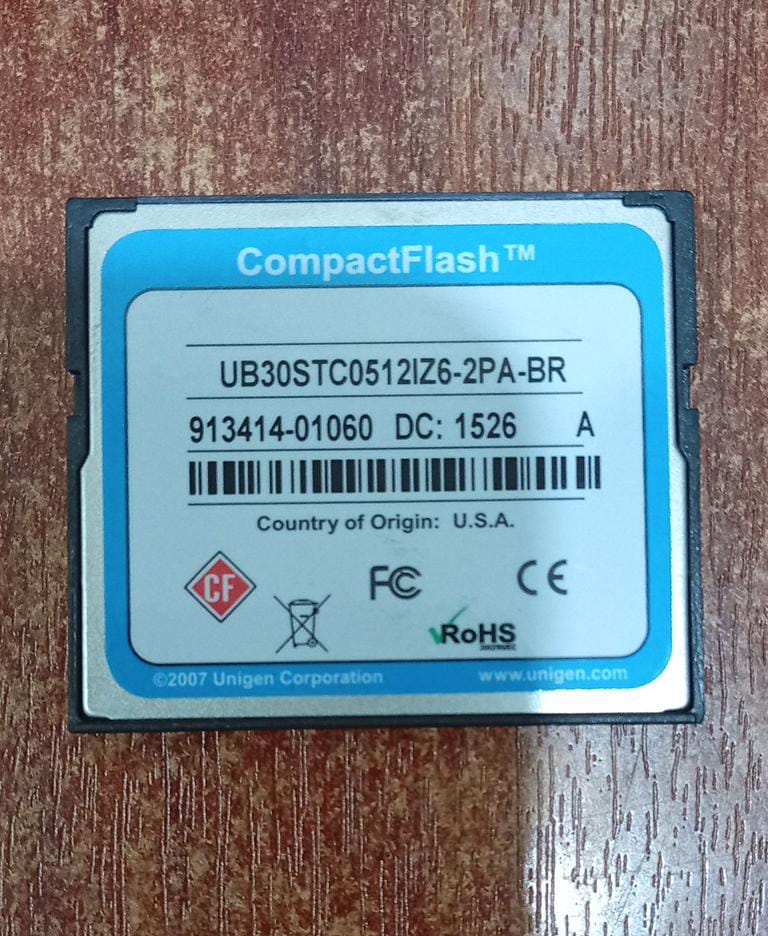 CompactFlash™
UB30STC0512IZ6-2PA-BR
913414-01060 DC: 1526 A
Country of Origin: U.S.A.
CF
FC CE
RoHS
©2007 Unigen Corporation www.unigen.com